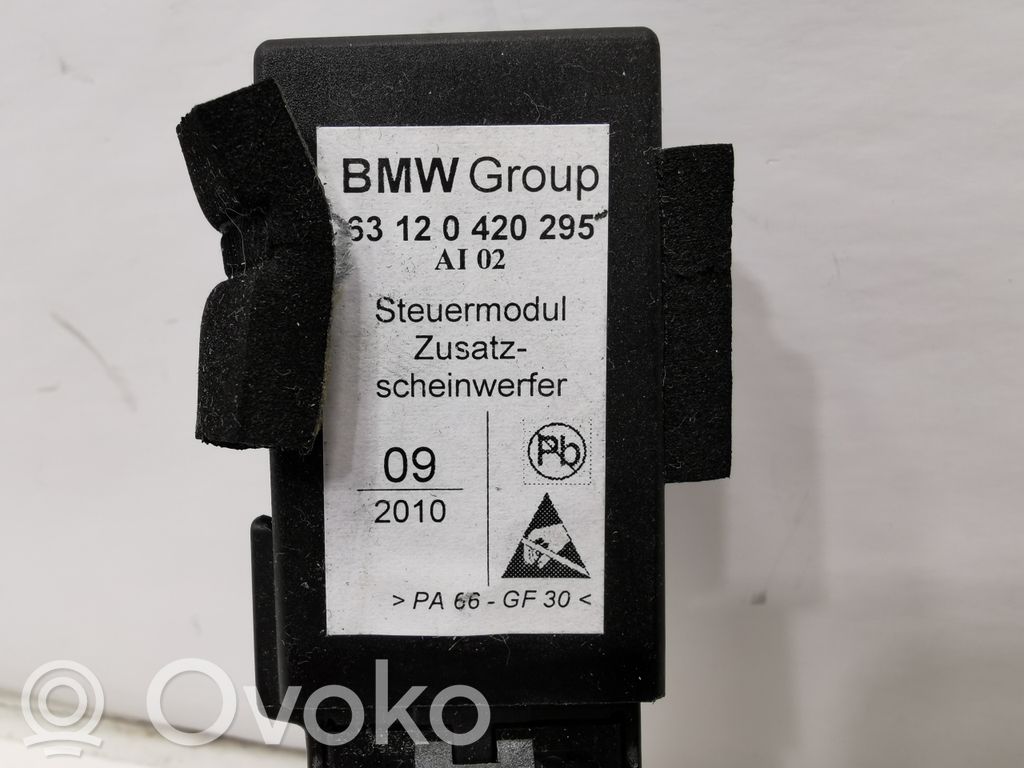 BMW Group
63 12 0 420 295
AI 02
Steuermodul
Zusatz-
scheinwerfer
09
2010
Pb
> PA 66 - GF 30 <
Ovoko